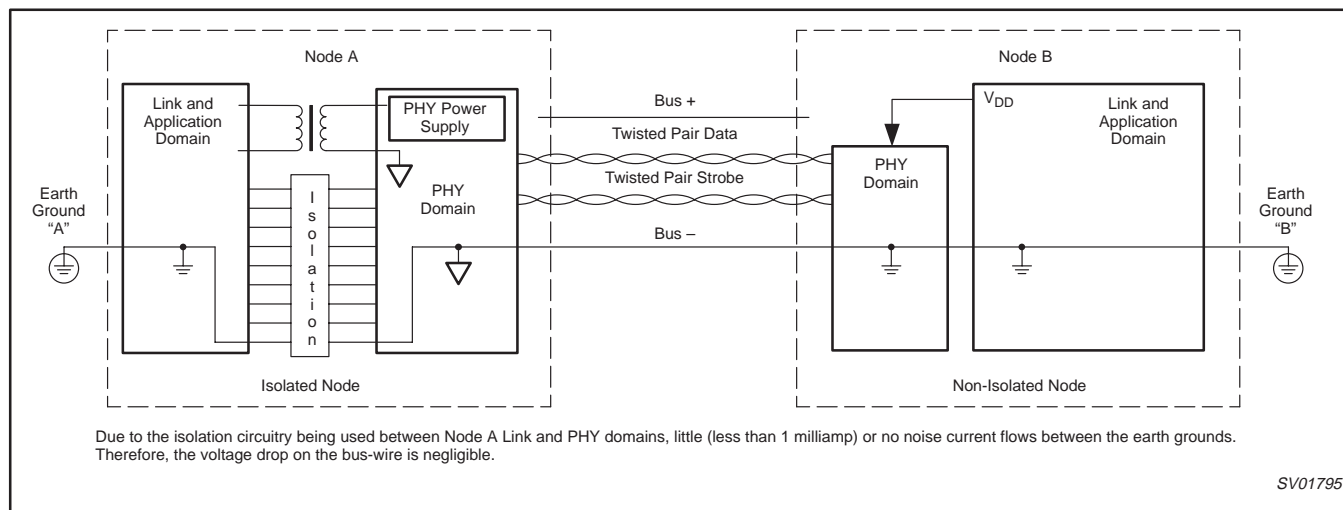 Node A
Node B
Link and
Application
Domain
PHY Power
Supply
Bus +
Twisted Pair Data
Twisted Pair Strobe
Bus –
VDD
Link and
Application
Domain
PHY
Domain
PHY
Domain
Isolation
Earth
Ground
“A”
Earth
Ground
“B”
Isolated Node
Non-Isolated Node
Due to the isolation circuitry being used between Node A Link and PHY domains, little (less than 1 milliamp) or no noise current flows between the earth grounds.
Therefore, the voltage drop on the bus-wire is negligible.
SV01795